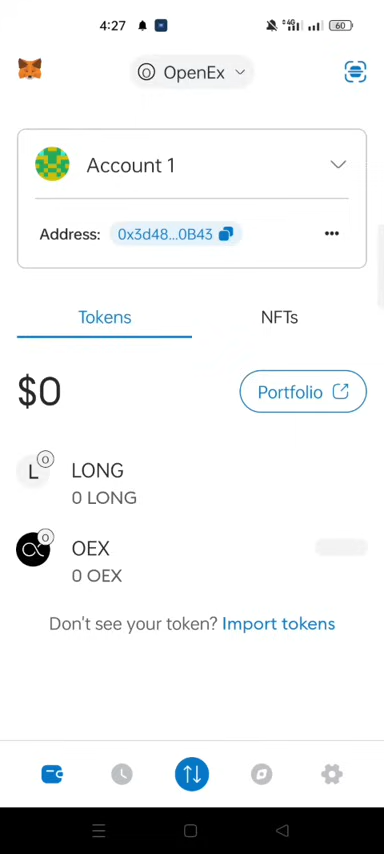 4:27
4G
60
O OpenEx
Account 1
Address: 0x3d48...0B43
Tokens NFTs
$0 Portfolio
L O LONG
0 LONG
O OEX
0 OEX
Don't see your token? Import tokens